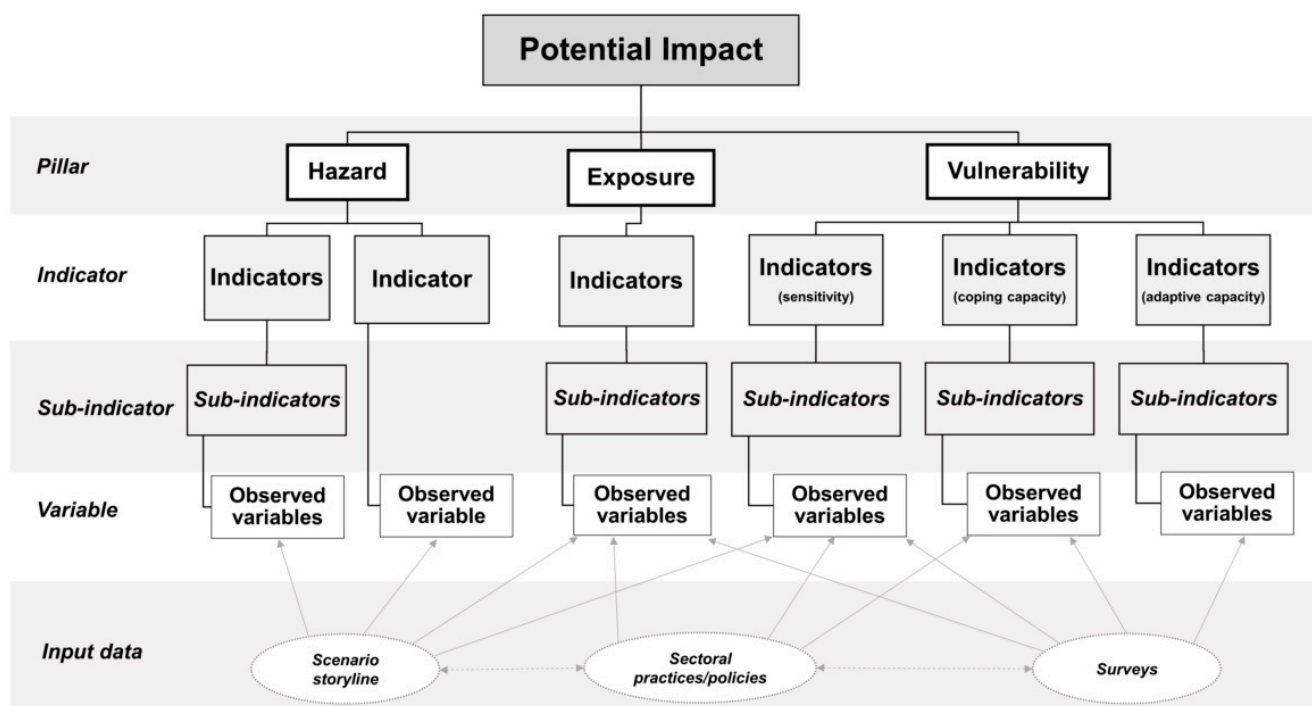 Potential Impact
Pillar
Hazard
Exposure
Vulnerability
Indicator
Indicators
Indicator
Indicators
Indicators
(sensitivity)
Indicators
(coping capacity)
Indicators
(adaptive capacity)
Sub-indicator
Sub-indicators
Sub-indicators
Sub-indicators
Sub-indicators
Sub-indicators
Variable
Observed
variables
Observed
variable
Observed
variables
Observed
variables
Observed
variables
Observed
variables
Input data
Scenario
storyline
Sectoral
practices/policies
Surveys